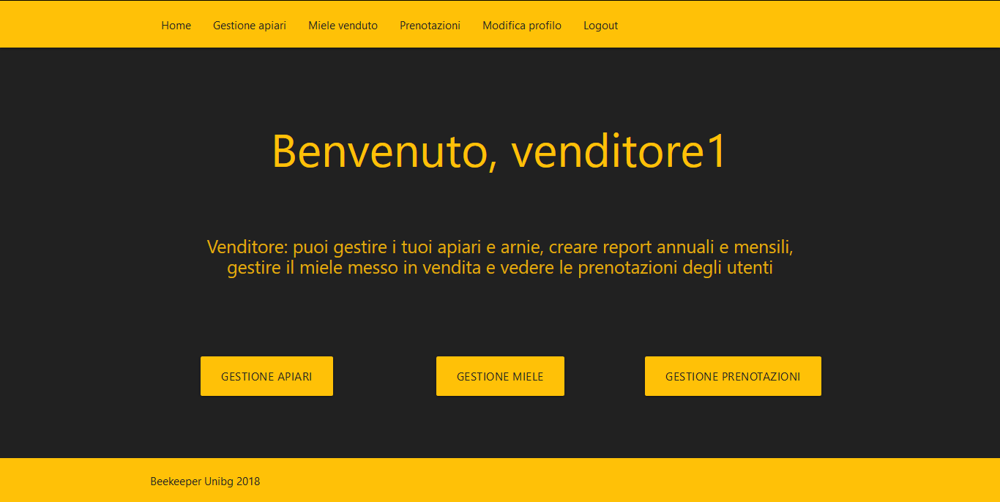 Home Gestione apiari Miele venduto Prenotazioni Modifica profilo Logout
Benvenuto, venditore1
Venditore: puoi gestire i tuoi apiari e arnie, creare report annuali e mensili,
gestire il miele messo in vendita e vedere le prenotazioni degli utenti
GESTIONE APIARI GESTIONE MIELE GESTIONE PRENOTAZIONI
Beekeeper Unibg 2018